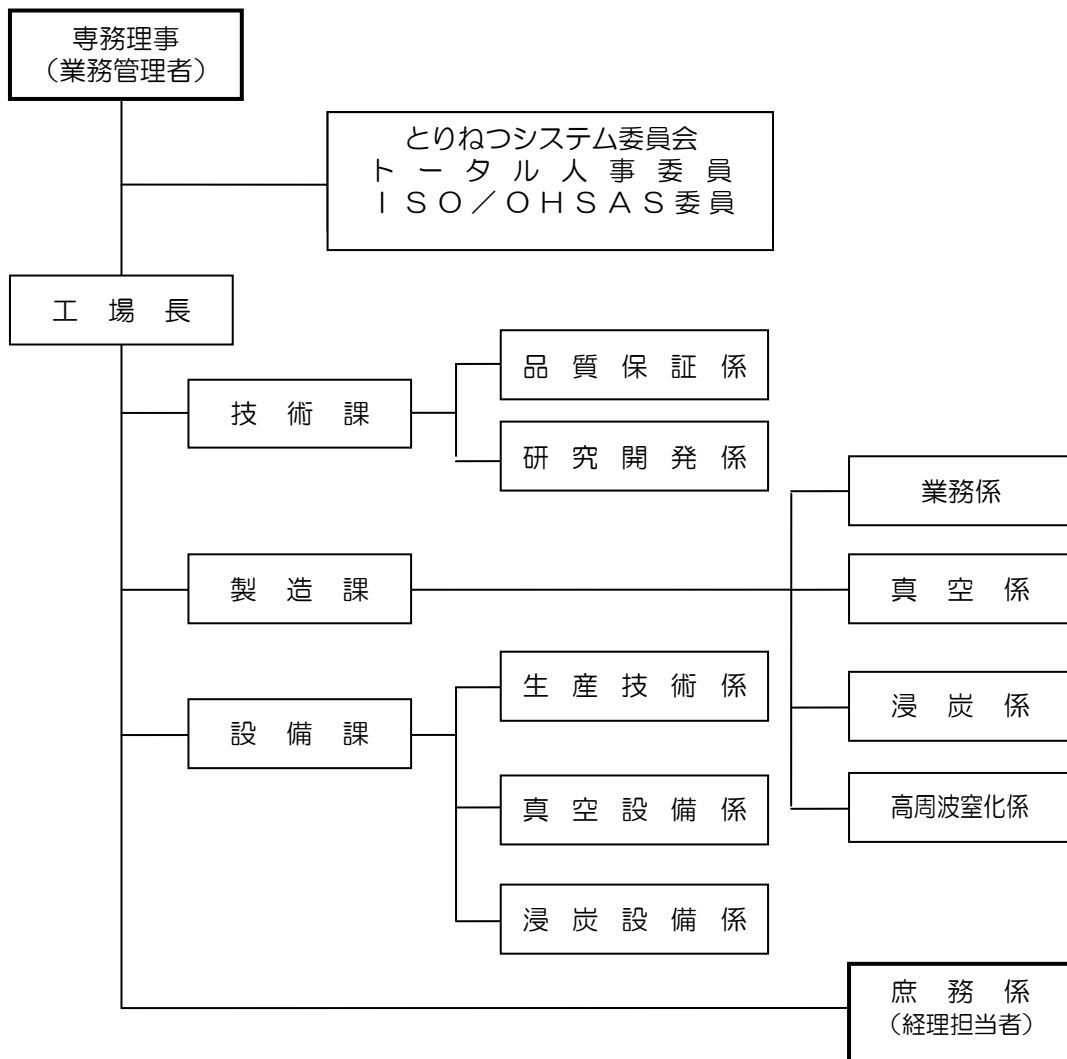 専務理事
（業務管理者）
とりねつシステム委員会
トータル人事委員
ＩＳＯ／ＯＨＳＡＳ委員
工場長
品質保証係
技術課
研究開発係
業務係
製造課
真空係
生産技術係
設備課
浸炭係
真空設備係
高周波窒化係
浸炭設備係
庶務係
（経理担当者）